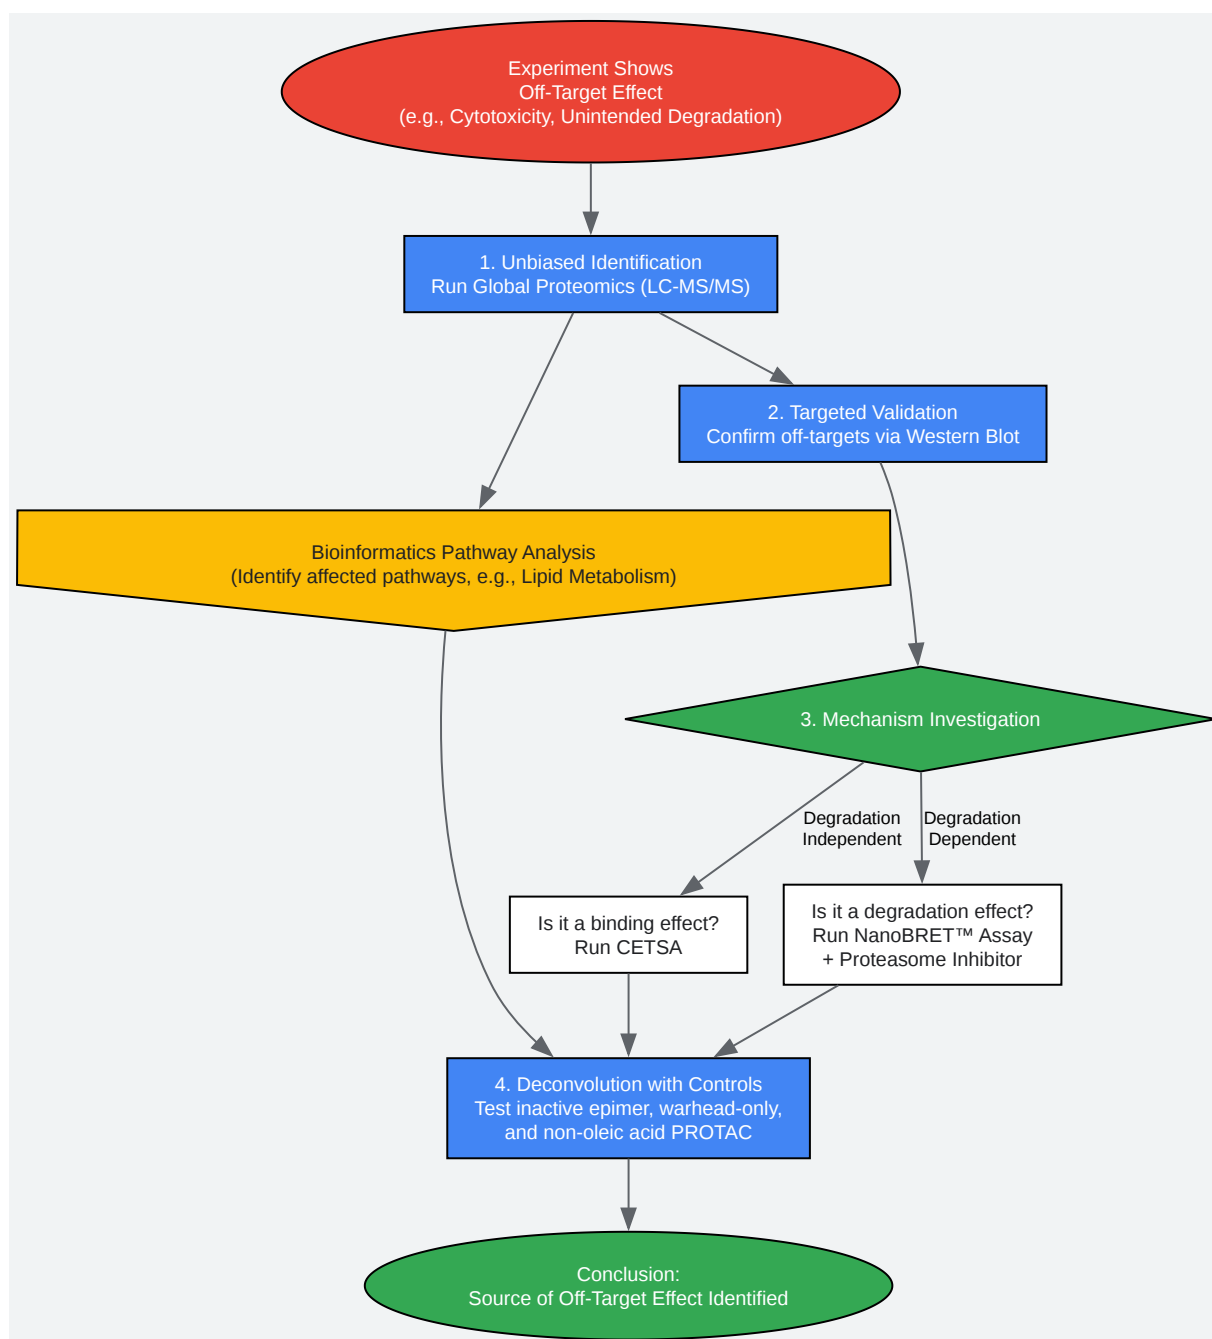 Experiment Shows
Off-Target Effect
(e.g., Cytotoxicity, Unintended Degradation)
1. Unbiased Identification
Run Global Proteomics (LC-MS/MS)
2. Targeted Validation
Confirm off-targets via Western Blot
Bioinformatics Pathway Analysis
(Identify affected pathways, e.g., Lipid Metabolism)
3. Mechanism Investigation
Degradation
Independent
Degradation
Dependent
Is it a binding effect?
Run CETSA
Is it a degradation effect?
Run NanoBRET™ Assay
+ Proteasome Inhibitor
4. Deconvolution with Controls
Test inactive epimer, warhead-only,
and non-oleic acid PROTAC
Conclusion:
Source of Off-Target Effect Identified